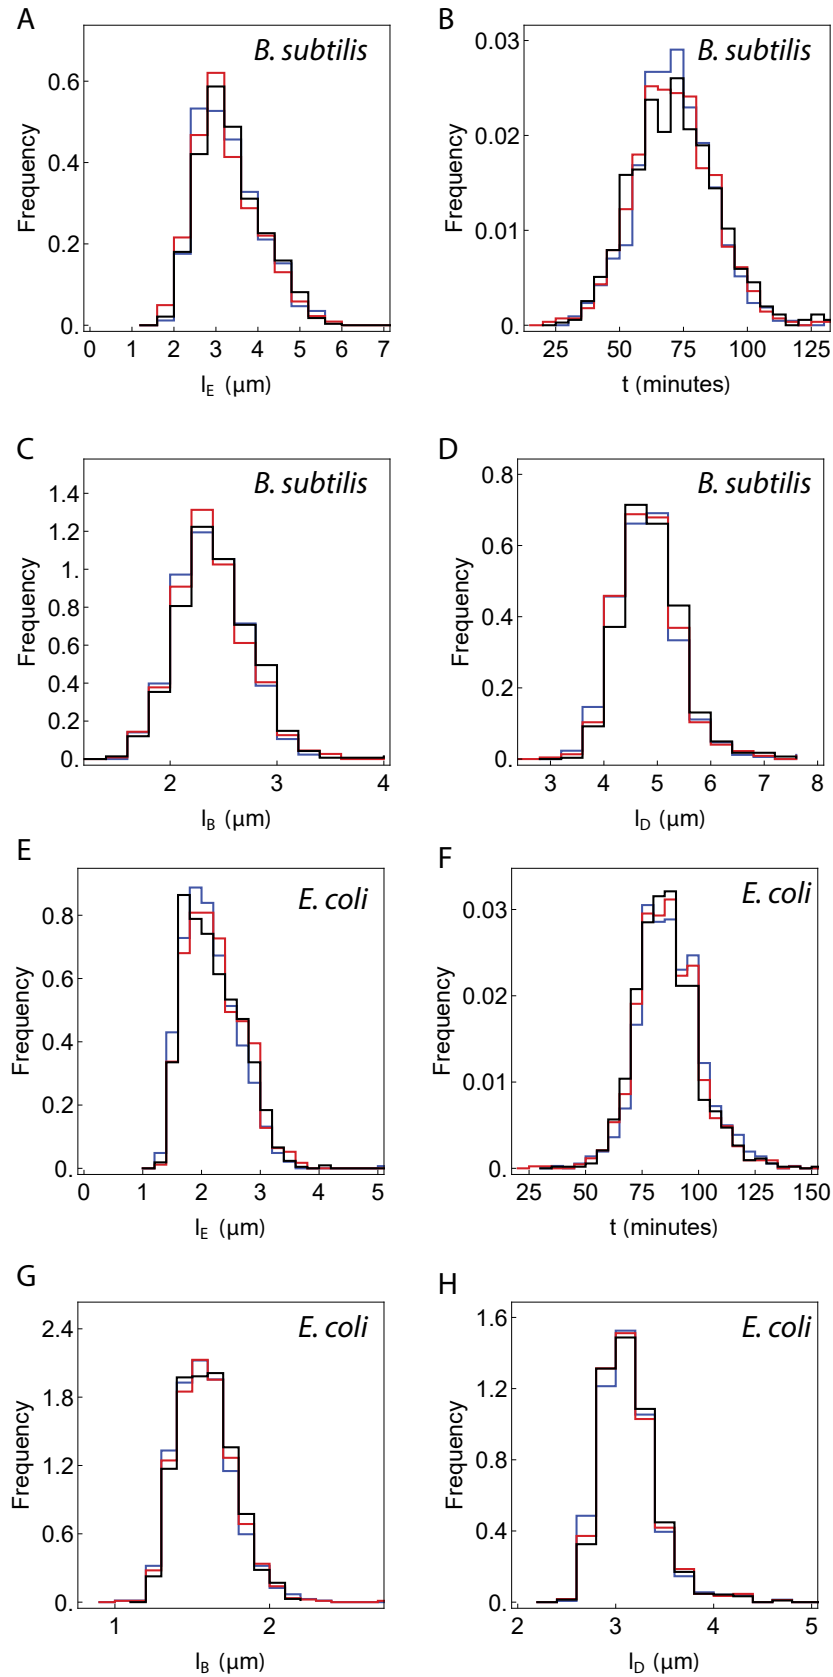 A
B. subtilis
Frequency
0.6
0.4
0.2
0.
0 1 2 3 4 5 6 7
l_E (μm)
B
B. subtilis
Frequency
0.03
0.02
0.01
0.
25 50 75 100 125
t (minutes)
C
B. subtilis
Frequency
1.4
1.2
1.
0.8
0.6
0.4
0.2
0.
2 3 4
l_B (μm)
D
B. subtilis
Frequency
0.8
0.6
0.4
0.2
0.
3 4 5 6 7 8
l_D (μm)
E
E. coli
Frequency
0.8
0.6
0.4
0.2
0.
0 1 2 3 4 5
l_E (μm)
F
E. coli
Frequency
0.03
0.02
0.01
0.
25 50 75 100 125 150
t (minutes)
G
E. coli
Frequency
2.4
1.8
1.2
0.6
0.
1 2
l_B (μm)
H
E. coli
Frequency
1.6
1.2
0.8
0.4
0.
2 3 4 5
l_D (μm)